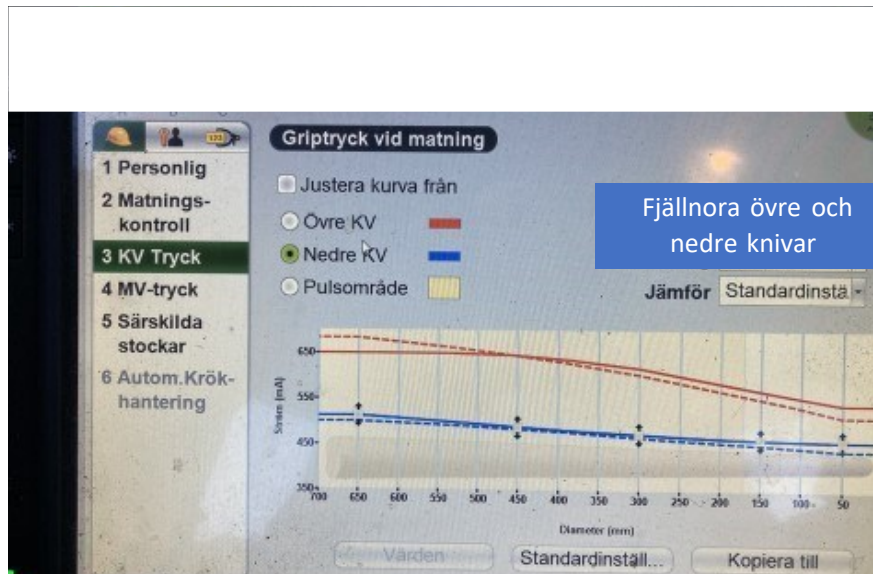 Griptryck vid matning
1 Personlig
2 Matnings-
kontroll
3 KV Tryck
4 MV-tryck
5 Särskilda
stockar
6 Autom.Krök-
hantering
Justera kurva från
Övre KV
Nedre KV
Pulsområde
Fjällnora övre och
nedre knivar
Jämför Standardinstä
650
550
450
350
Ström (mA)
700 650 600 550 500 450 400 350 300 250 200 150 100 50
Diameter (mm)
Värden Standardinställ... Kopiera till